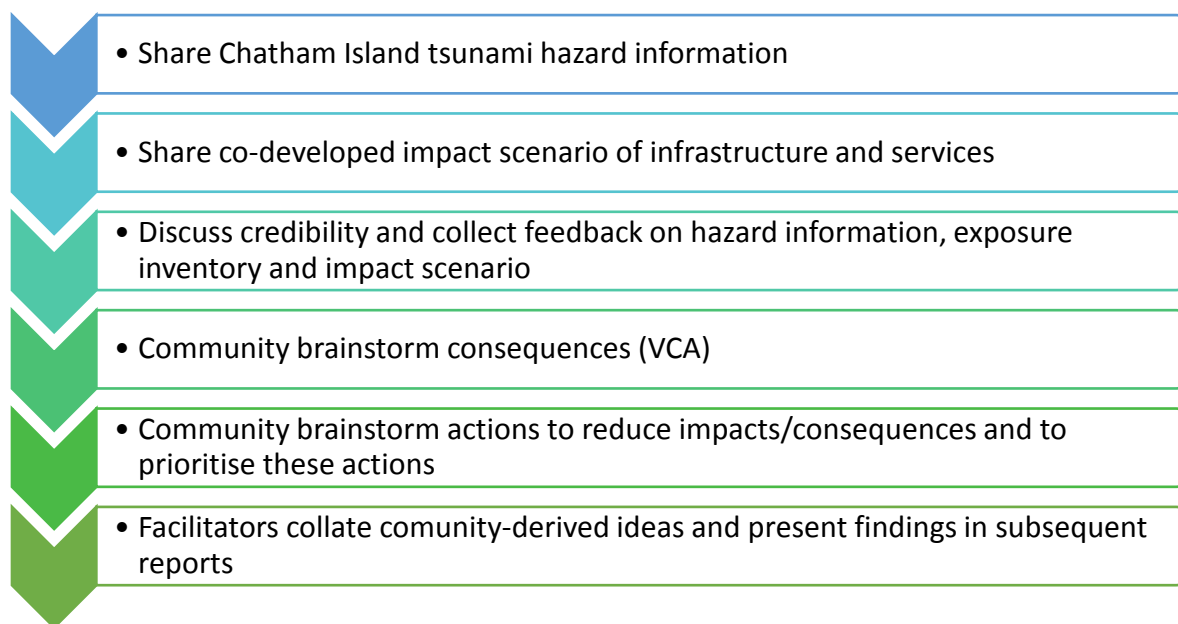 • Share Chatham Island tsunami hazard information
• Share co-developed impact scenario of infrastructure and services
• Discuss credibility and collect feedback on hazard information, exposure
inventory and impact scenario
• Community brainstorm consequences (VCA)
• Community brainstorm actions to reduce impacts/consequences and to
prioritise these actions
• Facilitators collate comunity-derived ideas and present findings in subsequent
reports